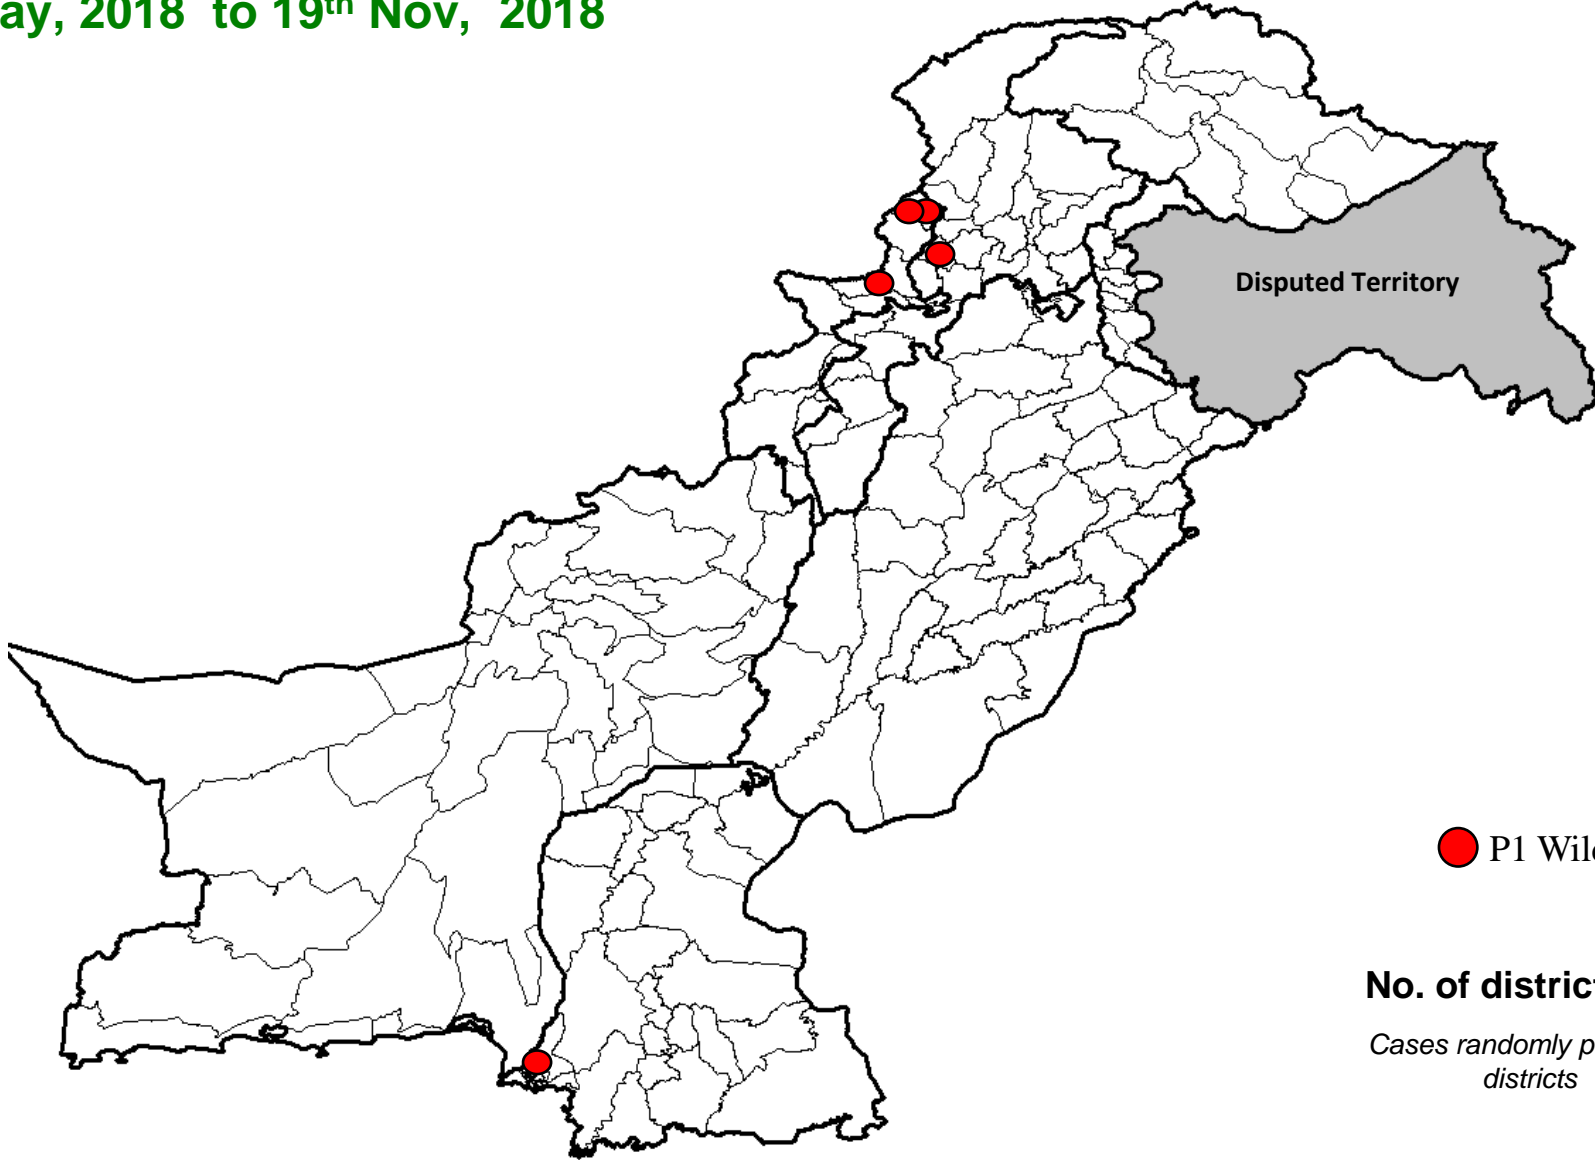 ay, 2018 to 19th Nov, 2018
Disputed Territory
P1 Wil
No. of distric
Cases randomly p
districts